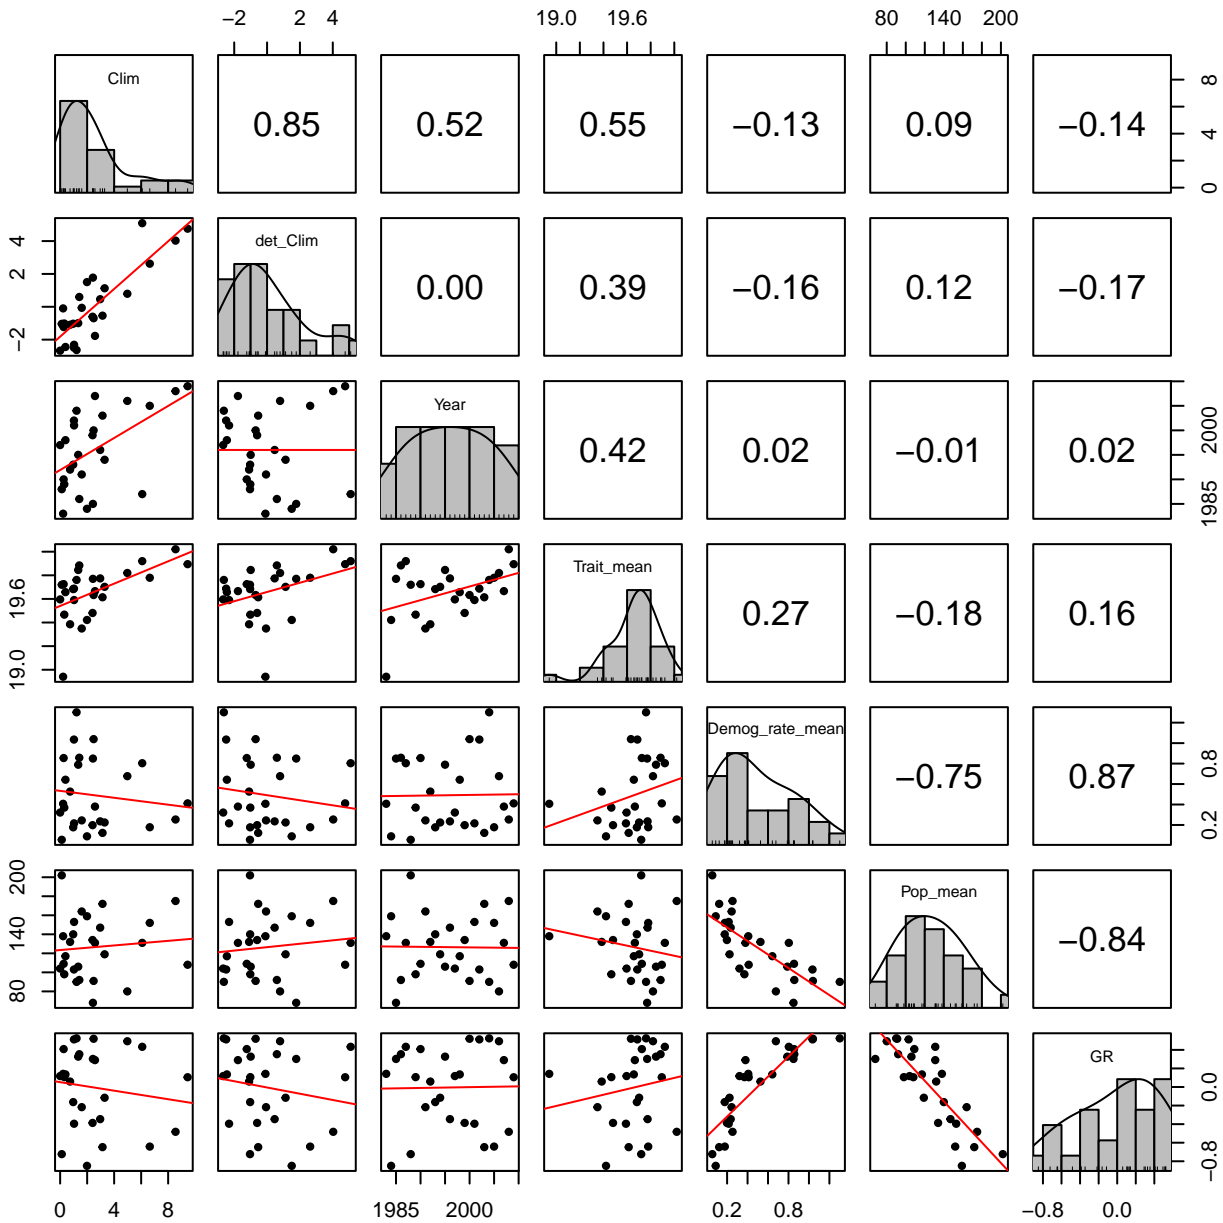 −2 2 4 19.0 19.6 80 140 200
Clim 0.85 0.52 0.55 −0.13 0.09 −0.14 0 4 8
−2 2 4 det_Clim 0.00 0.39 −0.16 0.12 −0.17
Year 0.42 0.02 −0.01 0.02 1985 2000
19.0 19.6 Trait_mean 0.27 −0.18 0.16
Demog_rate_mean −0.75 0.87 0.2 0.8
80 140 200 Pop_mean −0.84
GR −0.8 0.0
0 4 8 1985 2000 0.2 0.8 −0.8 0.0